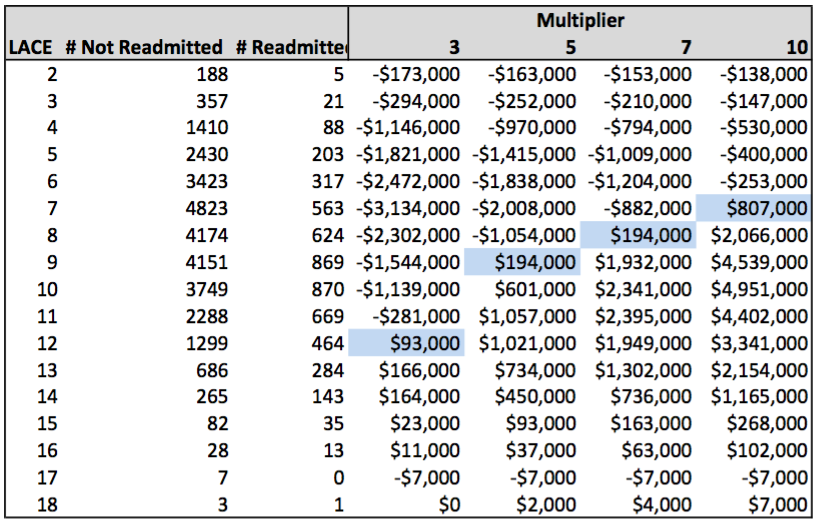 Multiplier
LACE # Not Readmitted # Readmitte 3 5 7 10
2 188 5 -$173,000 -$163,000 -$153,000 -$138,000
3 357 21 -$294,000 -$252,000 -$210,000 -$147,000
4 1410 88 -$1,146,000 -$970,000 -$794,000 -$530,000
5 2430 203 -$1,821,000 -$1,415,000 -$1,009,000 -$400,000
6 3423 317 -$2,472,000 -$1,838,000 -$1,204,000 -$253,000
7 4823 563 -$3,134,000 -$2,008,000 -$882,000 $807,000
8 4174 624 -$2,302,000 -$1,054,000 $194,000 $2,066,000
9 4151 869 -$1,544,000 $194,000 $1,932,000 $4,539,000
10 3749 870 -$1,139,000 $601,000 $2,341,000 $4,951,000
11 2288 669 -$281,000 $1,057,000 $2,395,000 $4,402,000
12 1299 464 $93,000 $1,021,000 $1,949,000 $3,341,000
13 686 284 $166,000 $734,000 $1,302,000 $2,154,000
14 265 143 $164,000 $450,000 $736,000 $1,165,000
15 82 35 $23,000 $93,000 $163,000 $268,000
16 28 13 $11,000 $37,000 $63,000 $102,000
17 7 0 -$7,000 -$7,000 -$7,000 -$7,000
18 3 1 $0 $2,000 $4,000 $7,000